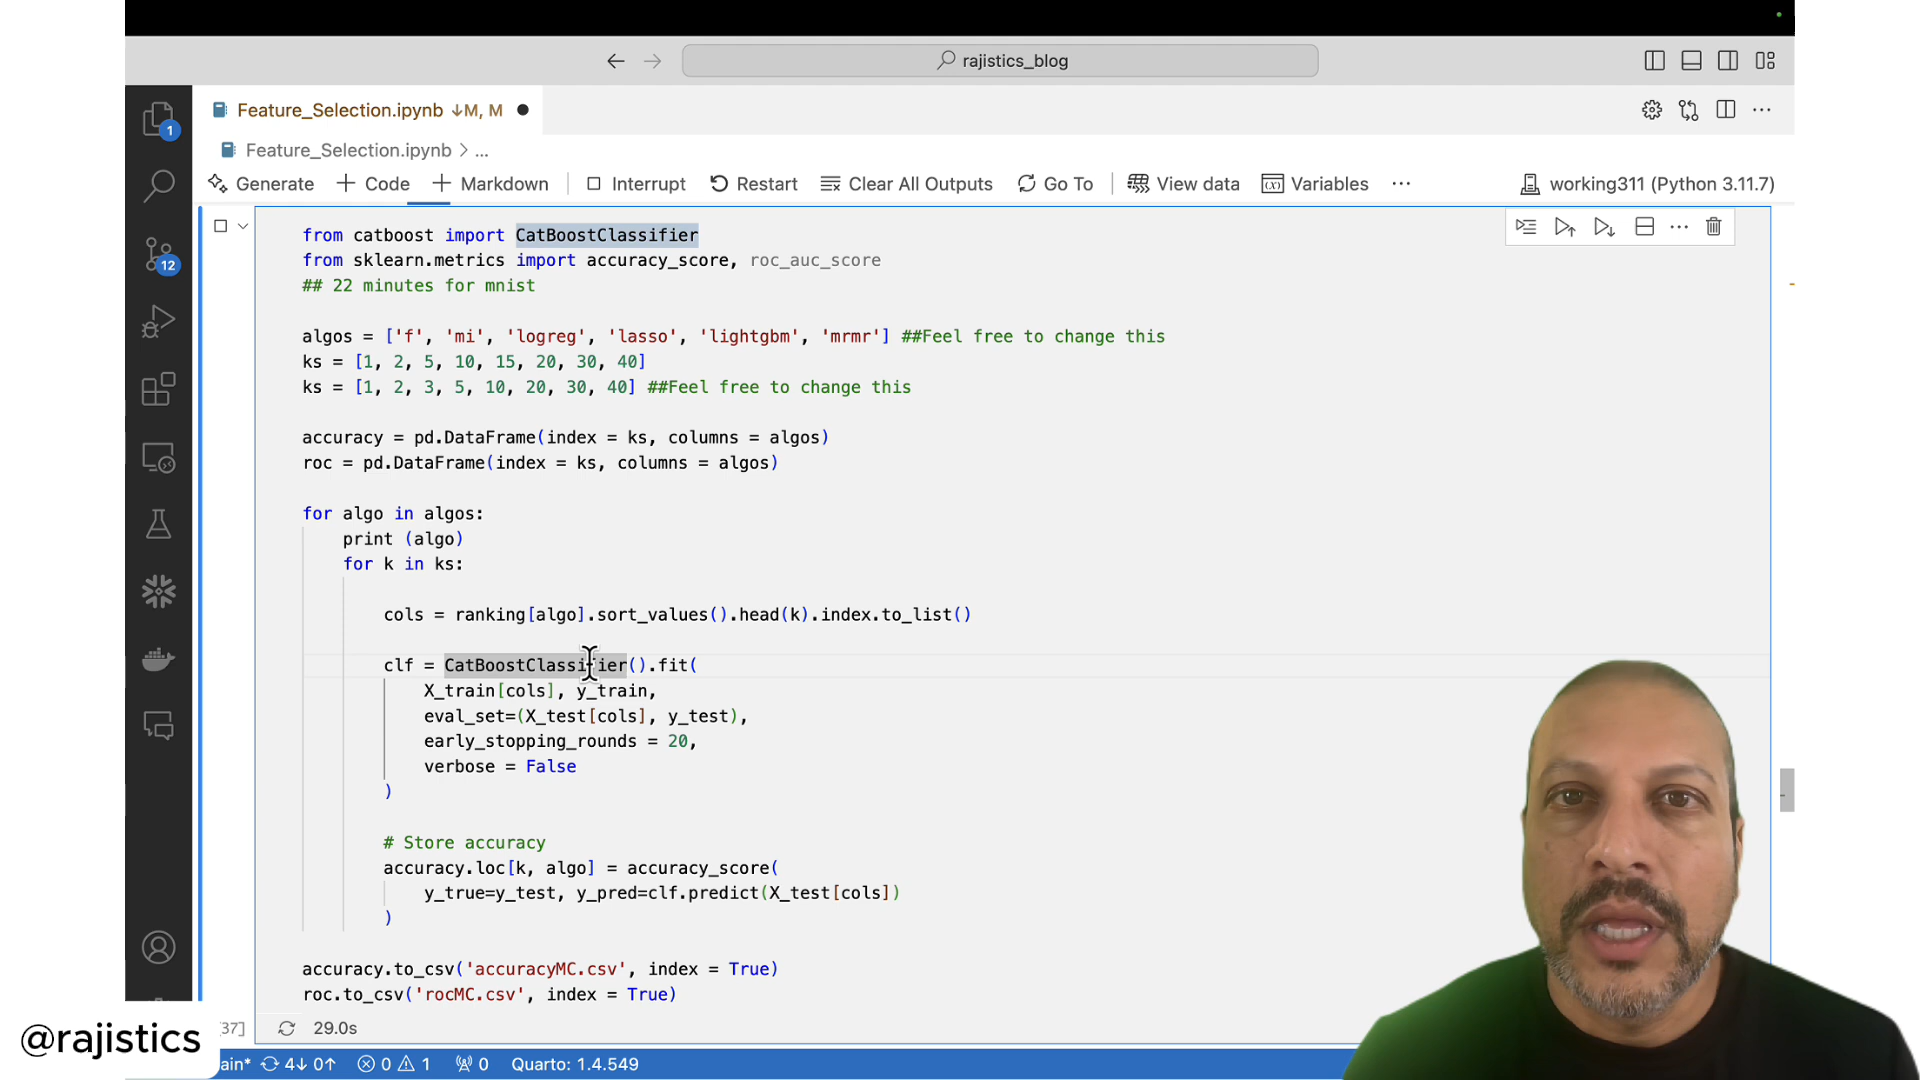 rajistics_blog
Feature_Selection.ipynb ↓M, M ●
1
Feature_Selection.ipynb > ...
Generate + Code + Markdown Interrupt Restart Clear All Outputs Go To View data Variables ... working311 (Python 3.11.7)
12
from catboost import CatBoostClassifier
from sklearn.metrics import accuracy_score, roc_auc_score
## 22 minutes for mnist
algos = ['f', 'mi', 'logreg', 'lasso', 'lightgbm', 'mrmr'] ##Feel free to change this
ks = [1, 2, 5, 10, 15, 20, 30, 40]
ks = [1, 2, 3, 5, 10, 20, 30, 40] ##Feel free to change this
accuracy = pd.DataFrame(index = ks, columns = algos)
roc = pd.DataFrame(index = ks, columns = algos)
for algo in algos:
print (algo)
for k in ks:
cols = ranking[algo].sort_values().head(k).index.to_list()
clf = CatBoostClassifier().fit(
X_train[cols], y_train,
eval_set=(X_test[cols], y_test),
early_stopping_rounds = 20,
verbose = False
)
# Store accuracy
accuracy.loc[k, algo] = accuracy_score(
y_true=y_test, y_pred=clf.predict(X_test[cols])
)
accuracy.to_csv('accuracyMC.csv', index = True)
roc.to_csv('rocMC.csv', index = True)
37] 29.0s
@rajistics
ain* 4↓ 0↑ 0 1 0 Quarto: 1.4.549